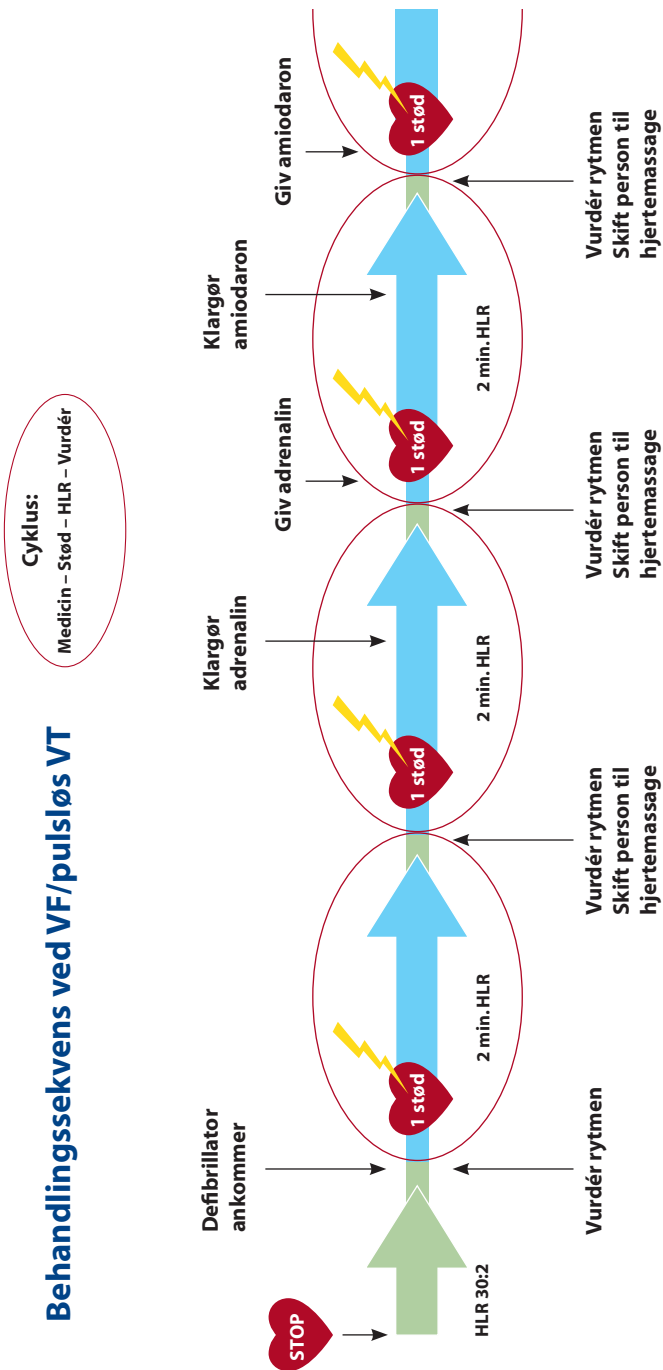 Behandlingssekvens ved VF/pulsløs VT
Cyklus:
Medicin – Stød – HLR – Vurdér
STOP
HLR 30:2
Defibrillator
ankommer
Vurdér rytmen
1 stød
2 min. HLR
Vurdér rytmen
Skift person til
hjertemassage
1 stød
2 min. HLR
Klargør
adrenalin
Giv adrenalin
Vurdér rytmen
Skift person til
hjertemassage
1 stød
2 min. HLR
Klargør
amiodaron
Giv amiodaron
Vurdér rytmen
Skift person til
hjertemassage
1 stød